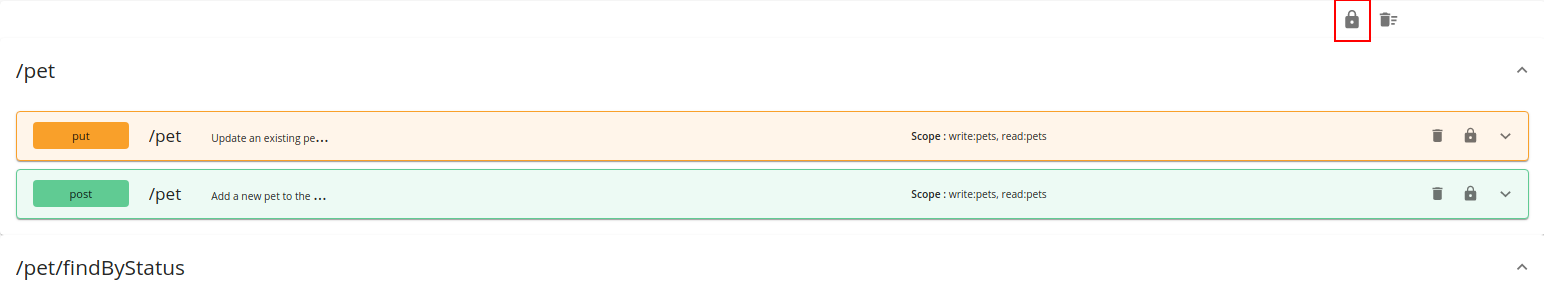 /pet
put /pet Update an existing pe... Scope : write:pets, read:pets
post /pet Add a new pet to the ... Scope : write:pets, read:pets
/pet/findByStatus